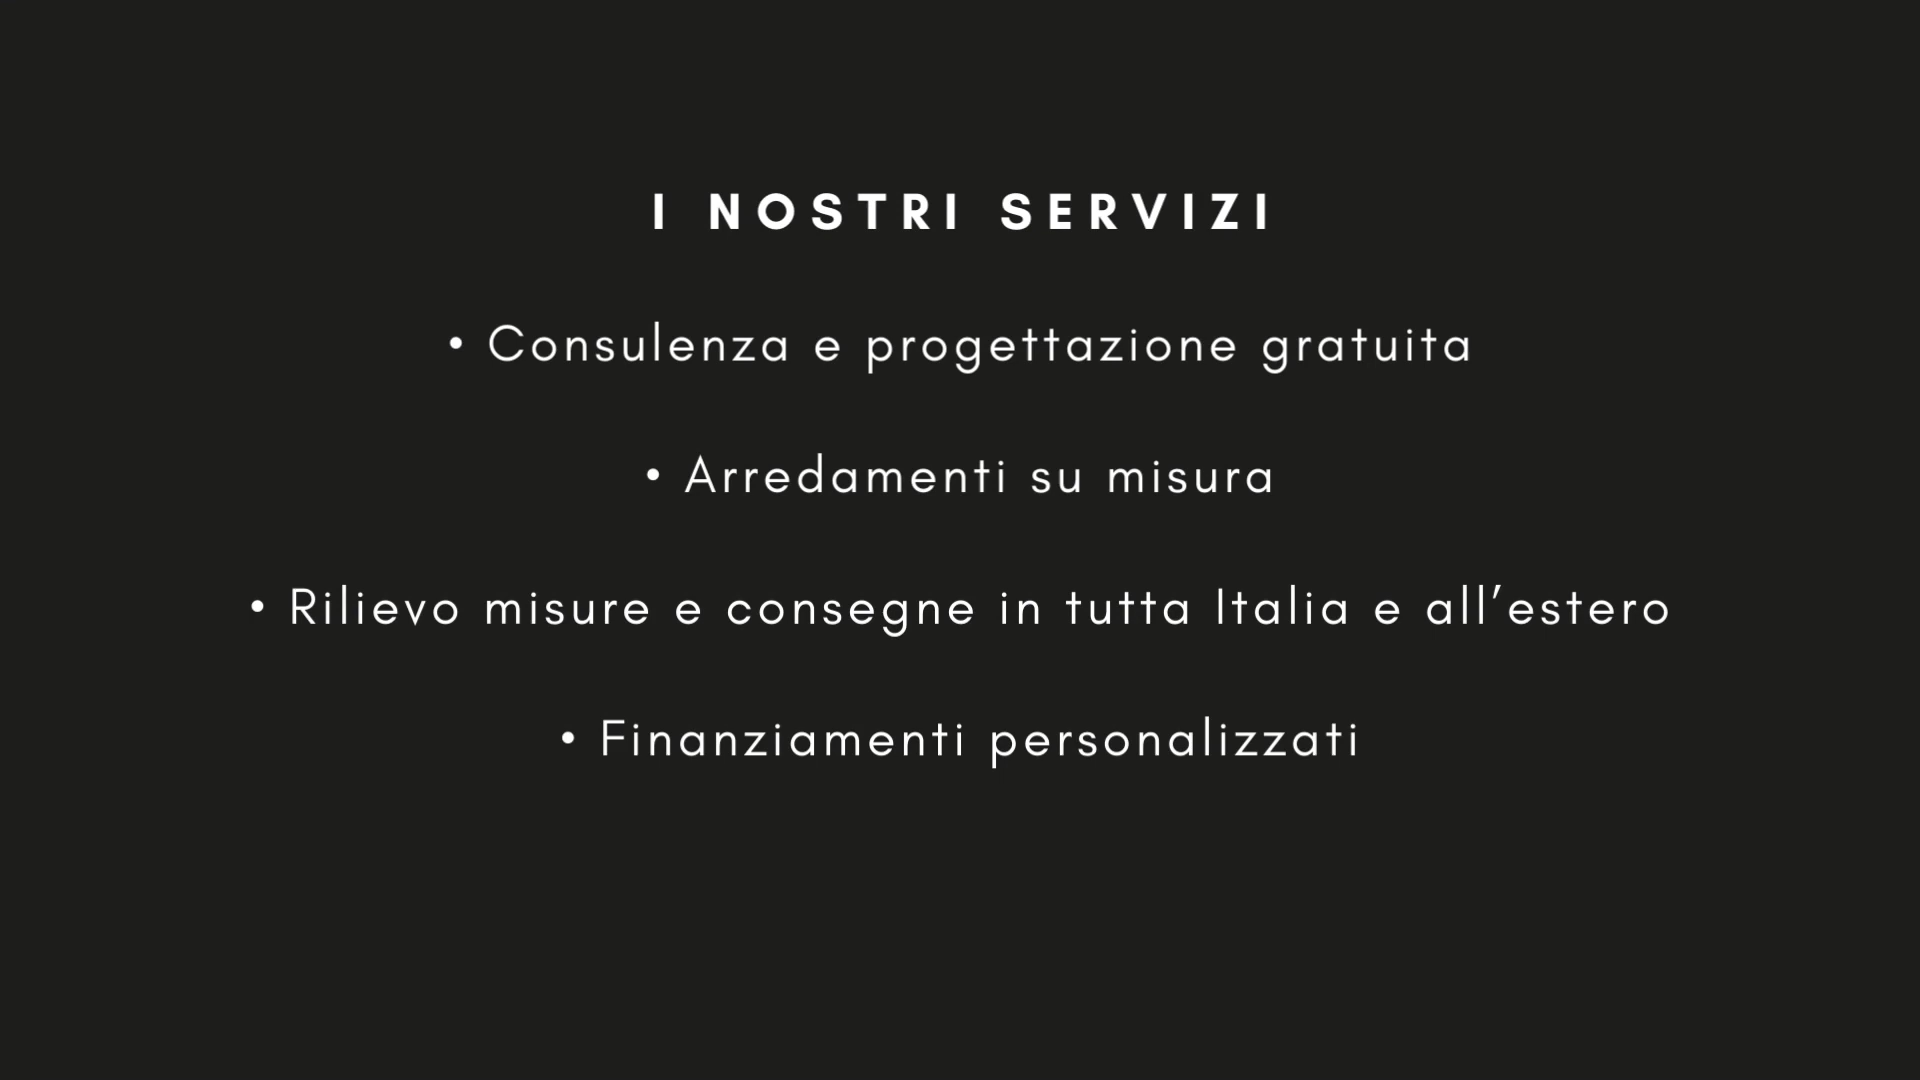 I NOSTRI SERVIZI
• Consulenza e progettazione gratuita
• Arredamenti su misura
• Rilievo misure e consegne in tutta Italia e all’estero
• Finanziamenti personalizzati